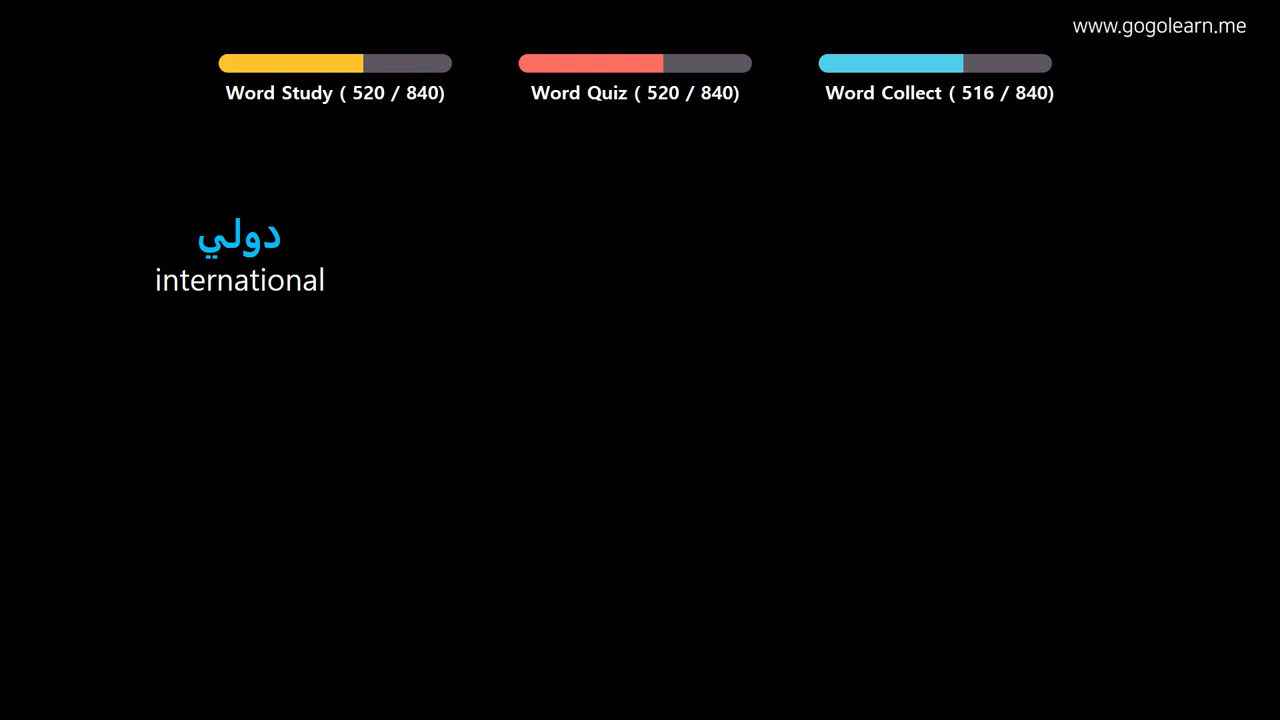 www.gogolearn.me
Word Study ( 520 / 840)
Word Quiz ( 520 / 840)
Word Collect ( 516 / 840)
دولي
international